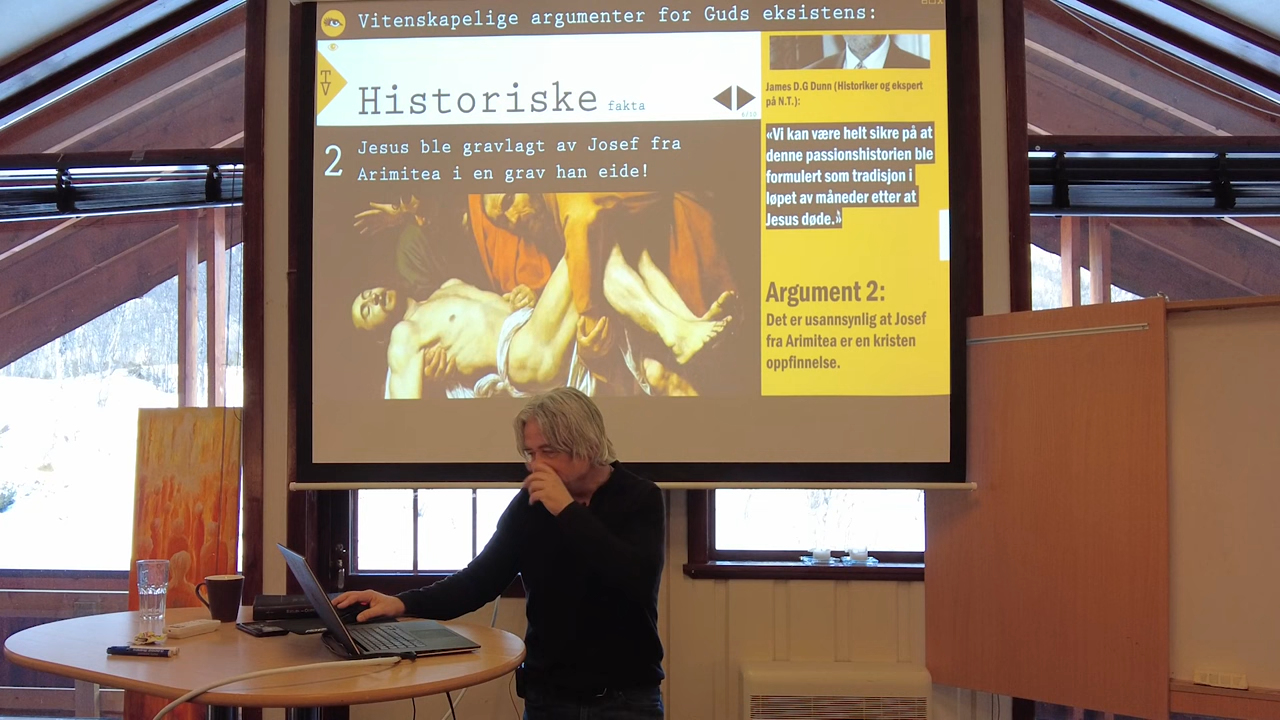 Vitenskapelige argumenter for Guds eksistens:
TV
Historiske fakta
2
Jesus ble gravlagt av Josef fra
Arimitea i en grav han eide!
James D.G Dunn (Historiker og ekspert
på N.T.):
«Vi kan være helt sikre på at
denne passionshistorien ble
formulert som tradisjon i
løpet av måneder etter at
Jesus døde.»
Argument 2:
Det er usannsynlig at Josef
fra Arimitea er en kristen
oppfinnelse.